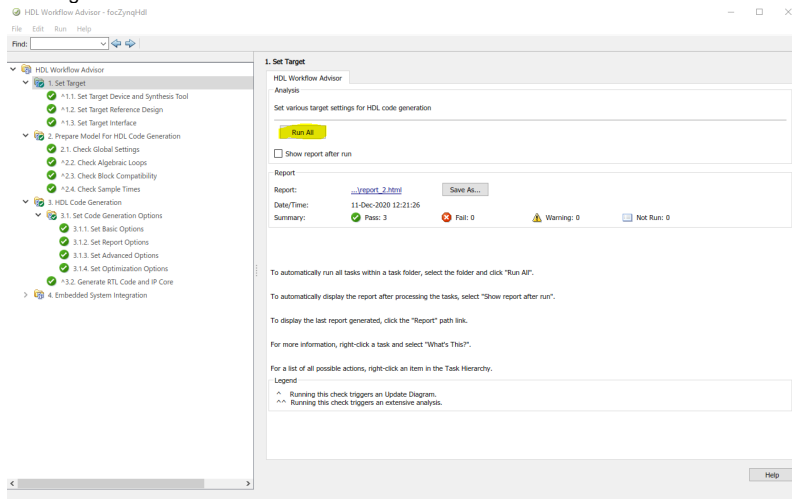 HDL Workflow Advisor - focZynqHdl
File Edit Run Help
Find:
HDL Workflow Advisor
1. Set Target
^1.1. Set Target Device and Synthesis Tool
^1.2. Set Target Reference Design
^1.3. Set Target Interface
2. Prepare Model For HDL Code Generation
2.1. Check Global Settings
^2.2. Check Algebraic Loops
^2.3. Check Block Compatibility
^2.4. Check Sample Times
3. HDL Code Generation
3.1. Set Code Generation Options
3.1.1. Set Basic Options
3.1.2. Set Report Options
3.1.3. Set Advanced Options
3.1.4. Set Optimization Options
^3.2. Generate RTL Code and IP Core
4. Embedded System Integration
1. Set Target
HDL Workflow Advisor
Analysis
Set various target settings for HDL code generation
Run All
Show report after run
Report
Report: ...\report_2.html Save As...
Date/Time: 11-Dec-2020 12:21:26
Summary: Pass: 3 Fail: 0 Warning: 0 Not Run: 0
To automatically run all tasks within a task folder, select the folder and click "Run All".
To automatically display the report after processing the tasks, select "Show report after run".
To display the last report generated, click the "Report" path link.
For more information, right-click a task and select "What's This?".
For a list of all possible actions, right-click an item in the Task Hierarchy.
Legend
^ Running this check triggers an Update Diagram.
^^ Running this check triggers an extensive analysis.
Help